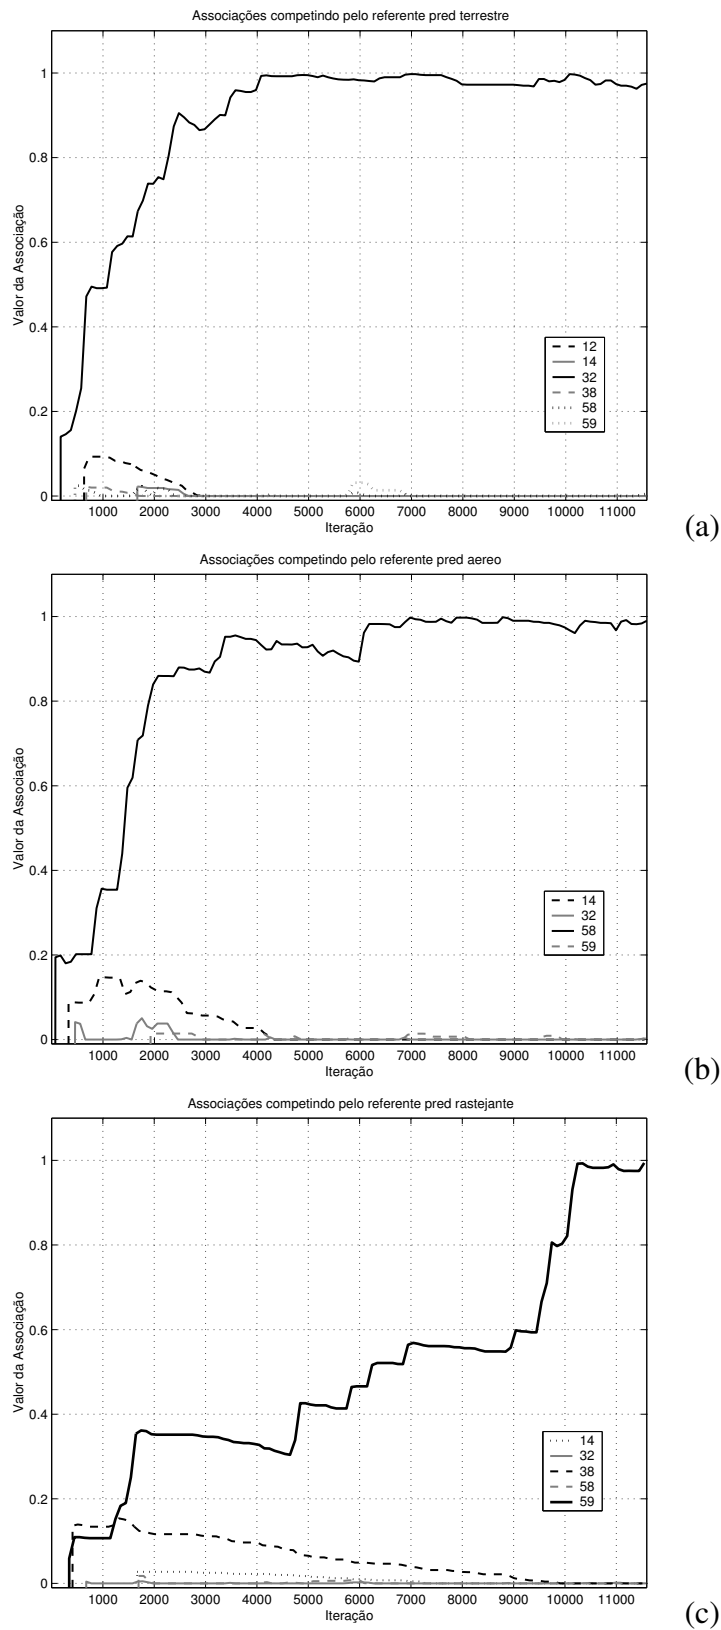 Associações competindo pelo referente pred terrestre
1
0.8
0.6
0.4
0.2
0
Valor da Associação
12
14
32
38
58
59
1000 2000 3000 4000 5000 6000 7000 8000 9000 10000 11000
Iteração
(a)
Associações competindo pelo referente pred aereo
1
0.8
0.6
0.4
0.2
0
Valor da Associação
14
32
58
59
1000 2000 3000 4000 5000 6000 7000 8000 9000 10000 11000
Iteração
(b)
Associações competindo pelo referente pred rastejante
1
0.8
0.6
0.4
0.2
0
Valor da Associação
14
32
38
58
59
1000 2000 3000 4000 5000 6000 7000 8000 9000 10000 11000
Iteração
(c)